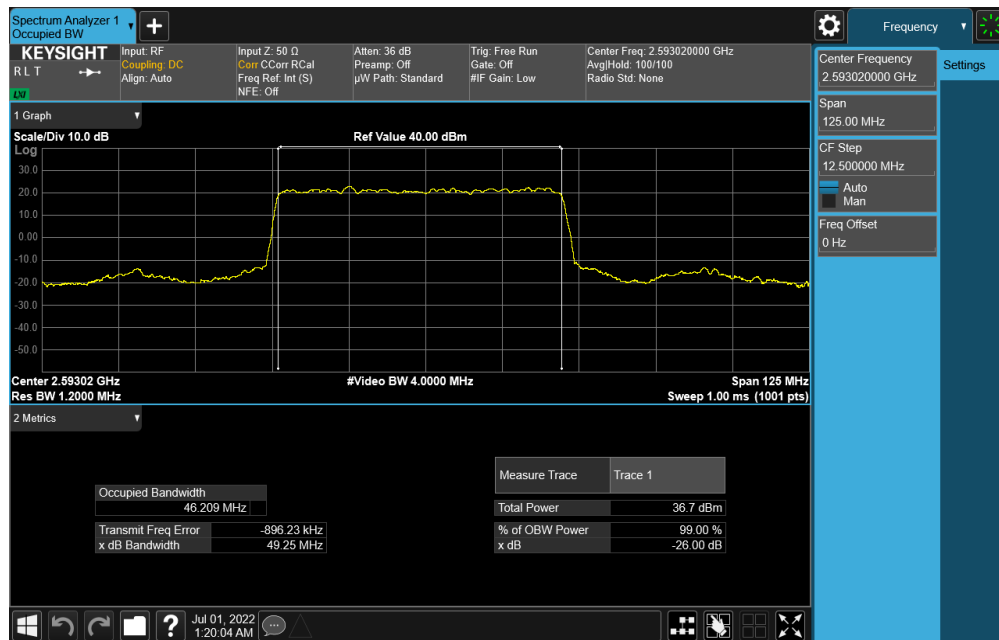 Spectrum Analyzer 1
Occupied BW
Frequency
KEYSIGHT
R L T
LXI
Input: RF
Coupling: DC
Align: Auto
Input Z: 50 Ω
Corr CCorr RCal
Freq Ref: Int (S)
NFE: Off
Atten: 36 dB
Preamp: Off
µW Path: Standard
Trig: Free Run
Gate: Off
#IF Gain: Low
Center Freq: 2.593020000 GHz
Avg|Hold: 100/100
Radio Std: None
Center Frequency
2.593020000 GHz
Settings
Span
125.00 MHz
CF Step
12.500000 MHz
Auto
Man
Freq Offset
0 Hz
1 Graph
Scale/Div 10.0 dB
Ref Value 40.00 dBm
Log
30.0
20.0
10.0
0.00
-10.0
-20.0
-30.0
-40.0
-50.0
Center 2.59302 GHz
#Video BW 4.0000 MHz
Span 125 MHz
Res BW 1.2000 MHz
Sweep 1.00 ms (1001 pts)
2 Metrics
Measure Trace Trace 1
Occupied Bandwidth
46.209 MHz
Total Power 36.7 dBm
Transmit Freq Error -896.23 kHz
% of OBW Power 99.00 %
x dB Bandwidth 49.25 MHz
x dB -26.00 dB
?
Jul 01, 2022
1:20:04 AM